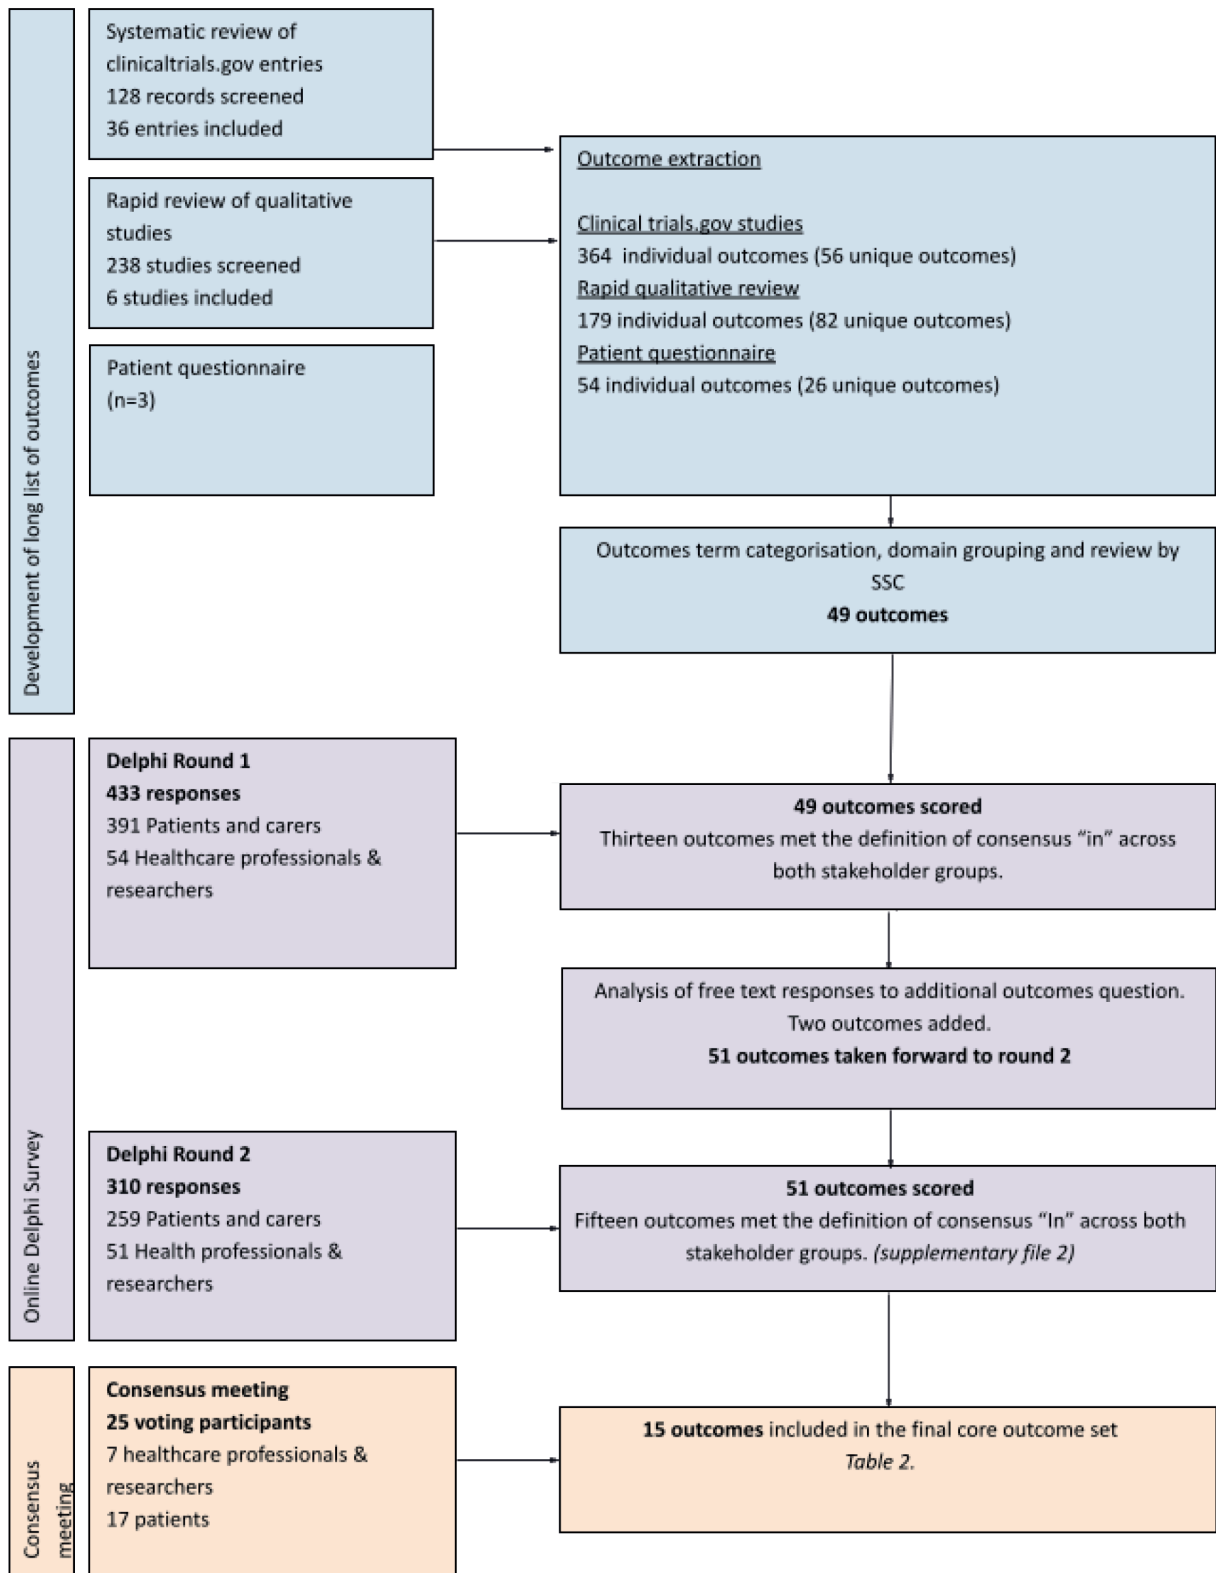 Development of long list of outcomes
Systematic review of
clinicaltrials.gov entries
128 records screened
36 entries included
Rapid review of qualitative
studies
238 studies screened
6 studies included
Patient questionnaire
(n=3)
Outcome extraction
Clinical trials.gov studies
364 individual outcomes (56 unique outcomes)
Rapid qualitative review
179 individual outcomes (82 unique outcomes)
Patient questionnaire
54 individual outcomes (26 unique outcomes)
Outcomes term categorisation, domain grouping and review by
SSC
49 outcomes
Online Delphi Survey
Delphi Round 1
433 responses
391 Patients and carers
54 Healthcare professionals &
researchers
49 outcomes scored
Thirteen outcomes met the definition of consensus “in” across
both stakeholder groups.
Analysis of free text responses to additional outcomes question.
Two outcomes added.
51 outcomes taken forward to round 2
Delphi Round 2
310 responses
259 Patients and carers
51 Health professionals &
researchers
51 outcomes scored
Fifteen outcomes met the definition of consensus “In” across both
stakeholder groups. (supplementary file 2)
Consensus
meeting
Consensus meeting
25 voting participants
7 healthcare professionals &
researchers
17 patients
15 outcomes included in the final core outcome set
Table 2.